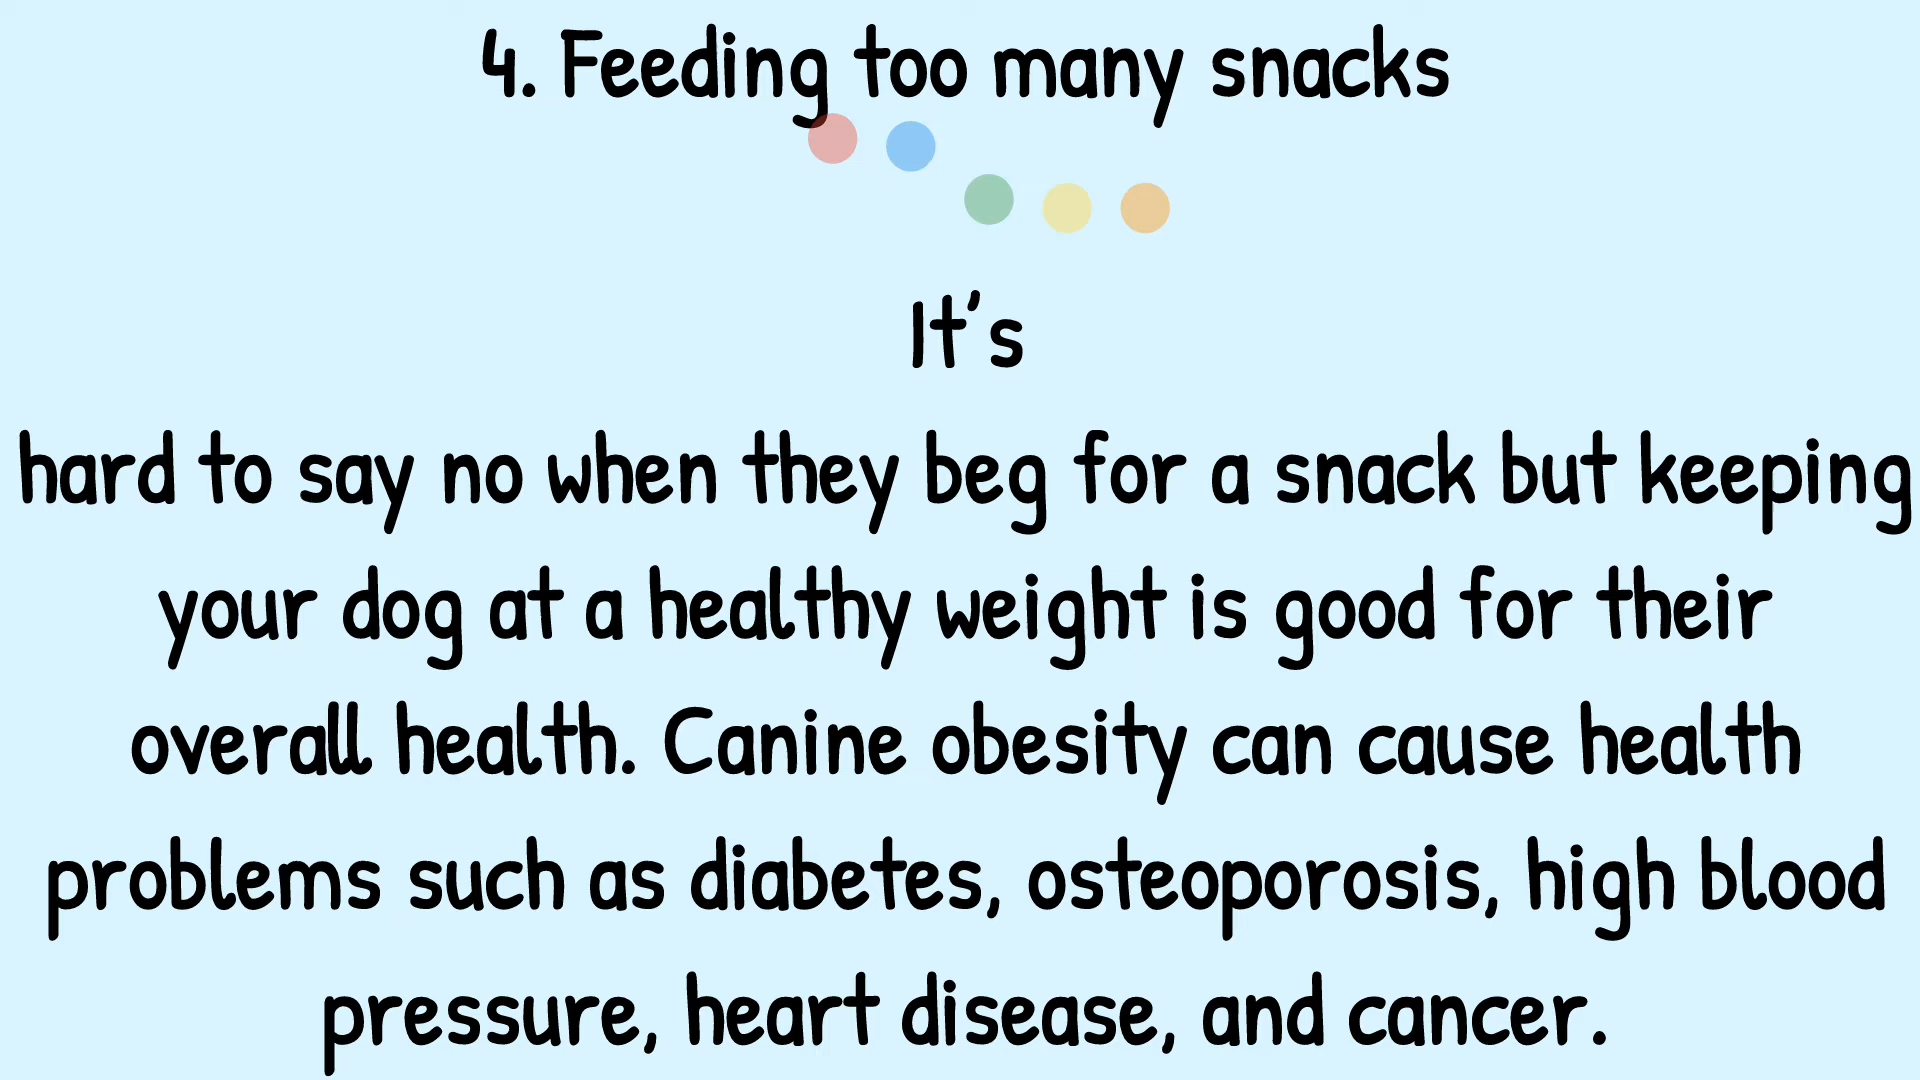 4. Feeding too many snacks
It's
hard to say no when they beg for a snack but keeping
your dog at a healthy weight is good for their
overall health. Canine obesity can cause health
problems such as diabetes, osteoporosis, high blood
pressure, heart disease, and cancer.